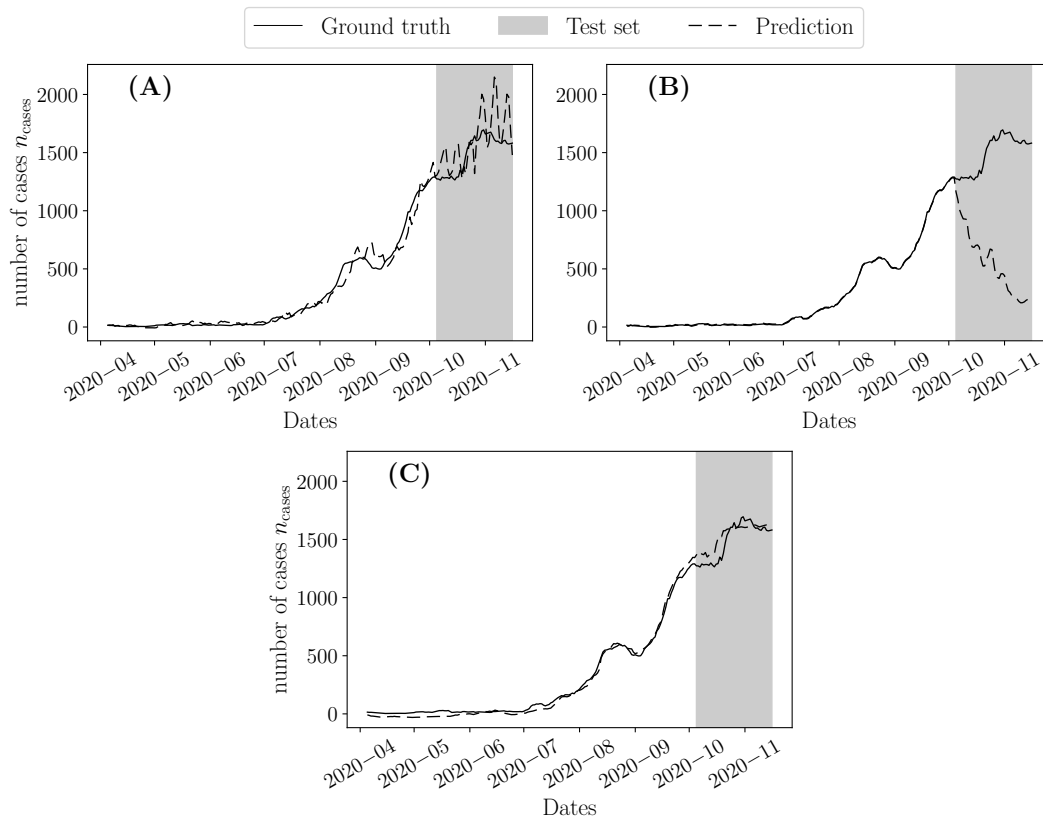 Ground truth Test set Prediction
(A)
number of cases n_cases
2000
1500
1000
500
0
2020−04 2020−05 2020−06 2020−07 2020−08 2020−09 2020−10 2020−11
Dates
(B)
2000
1500
1000
500
0
2020−04 2020−05 2020−06 2020−07 2020−08 2020−09 2020−10 2020−11
Dates
(C)
number of cases n_cases
2000
1500
1000
500
0
2020−04 2020−05 2020−06 2020−07 2020−08 2020−09 2020−10 2020−11
Dates